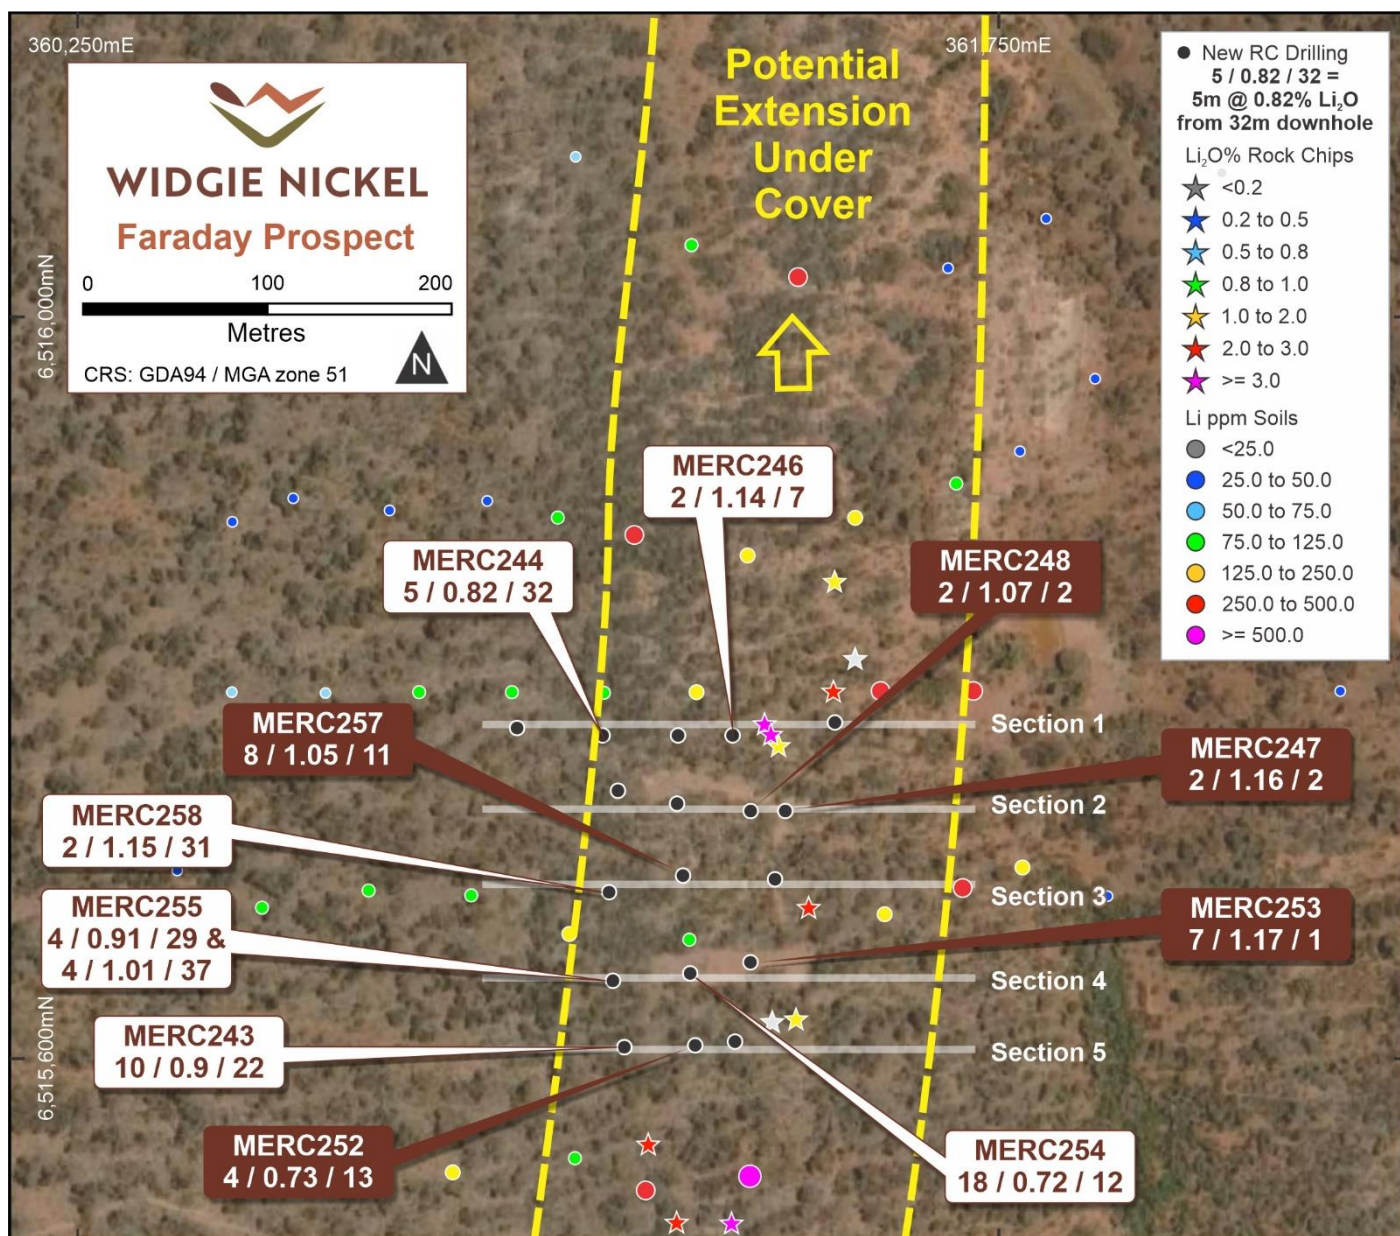 360,250mE
361,750mE
WIDGIE NICKEL
Faraday Prospect
0 100 200
Metres
CRS: GDA94 / MGA zone 51
N
Potential
Extension
Under
Cover
New RC Drilling
5 / 0.82 / 32 =
5m @ 0.82% Li₂O
from 32m downhole
Li₂O% Rock Chips
<0.2
0.2 to 0.5
0.5 to 0.8
0.8 to 1.0
1.0 to 2.0
2.0 to 3.0
>= 3.0
Li ppm Soils
<25.0
25.0 to 50.0
50.0 to 75.0
75.0 to 125.0
125.0 to 250.0
250.0 to 500.0
>= 500.0
6,516,000mN
MERC246
2 / 1.14 / 7
MERC244
5 / 0.82 / 32
MERC248
2 / 1.07 / 2
MERC257
8 / 1.05 / 11
Section 1
MERC247
2 / 1.16 / 2
Section 2
MERC258
2 / 1.15 / 31
Section 3
MERC255
4 / 0.91 / 29 &
4 / 1.01 / 37
MERC253
7 / 1.17 / 1
Section 4
MERC243
10 / 0.9 / 22
Section 5
6,515,600mN
MERC252
4 / 0.73 / 13
MERC254
18 / 0.72 / 12